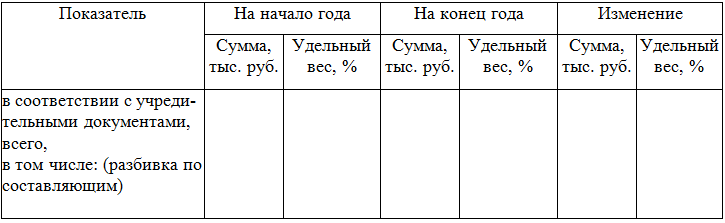 Показатель На начало года На конец года Изменение
Сумма, Удельный Сумма, Удельный Сумма, Удельный
тыс. руб. вес, % тыс. руб. вес, % тыс. руб. вес, %
в соответствии с учреди-
тельными документами,
всего,
в том числе: (разбивка по
составляющим)